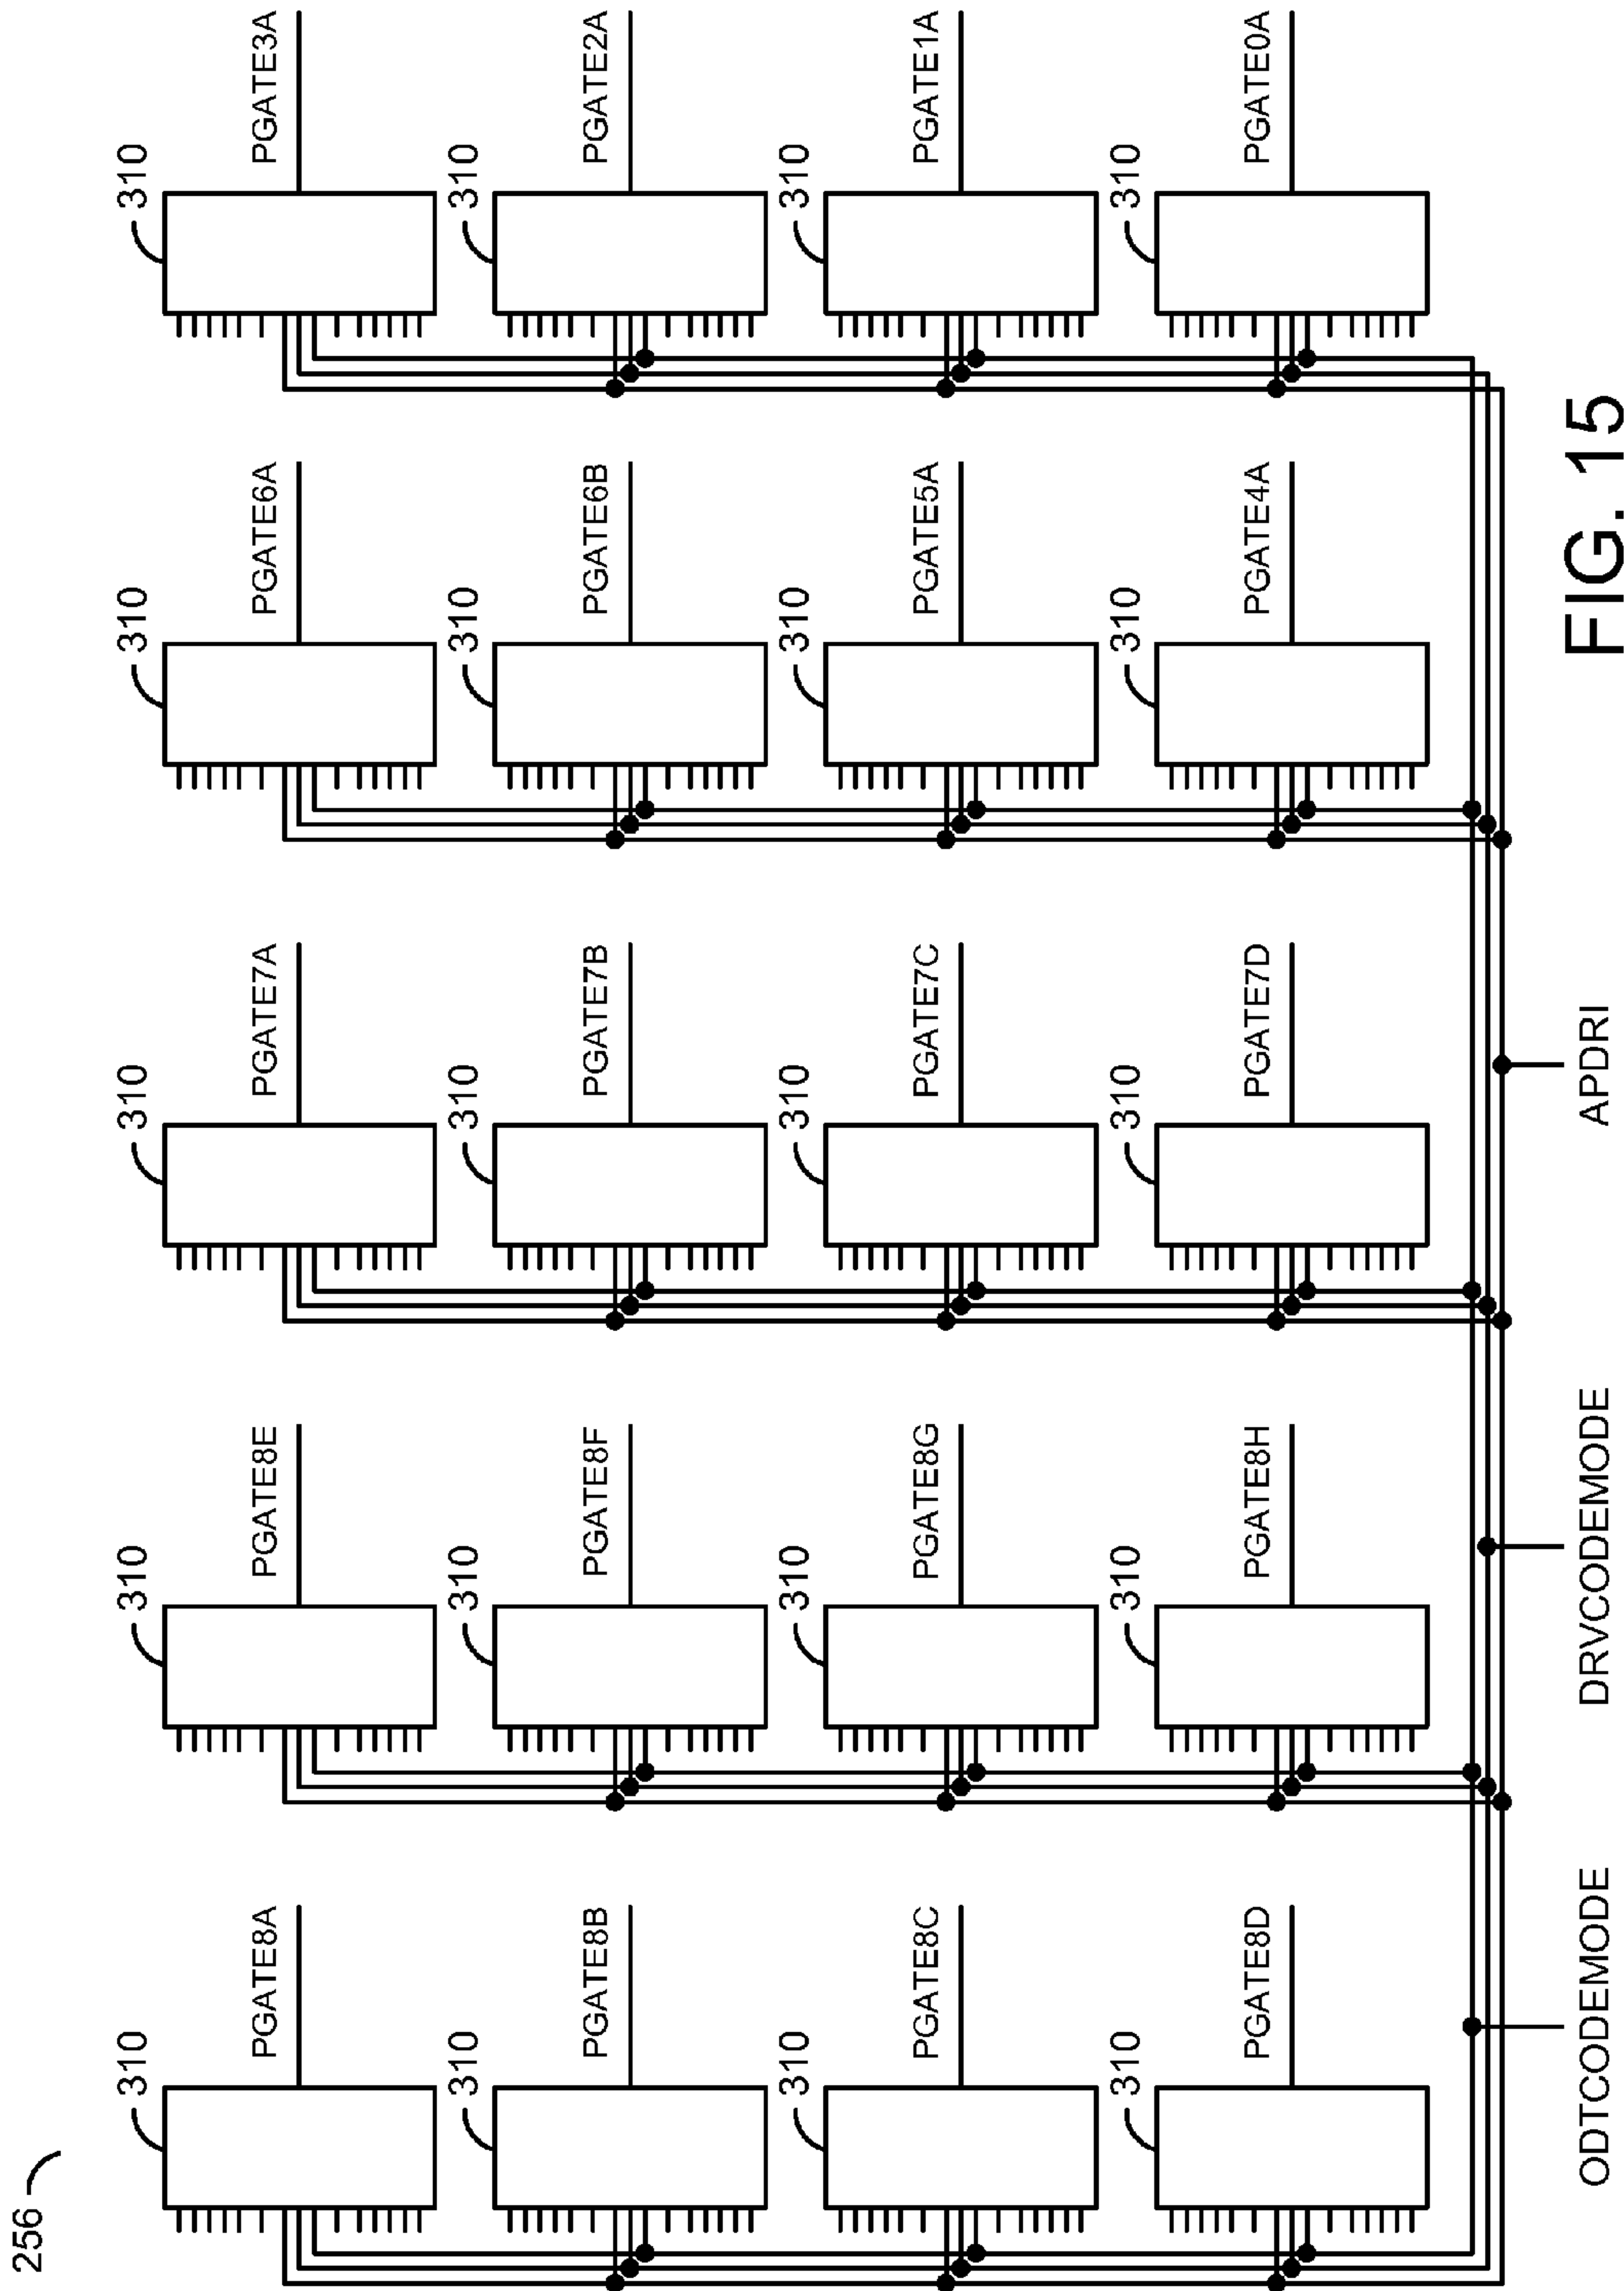 256
310 310 310 310 310
PGATE8A PGATE8E PGATE7A PGATE6A PGATE3A
310 310 310 310 310
PGATE8B PGATE8F PGATE7B PGATE6B PGATE2A
310 310 310 310 310
PGATE8C PGATE8G PGATE7C PGATE5A PGATE1A
310 310 310 310 310
PGATE8D PGATE8H PGATE7D PGATE4A PGATE0A
ODTCODEMODE DRVCODEMODE APDRI
FIG. 15